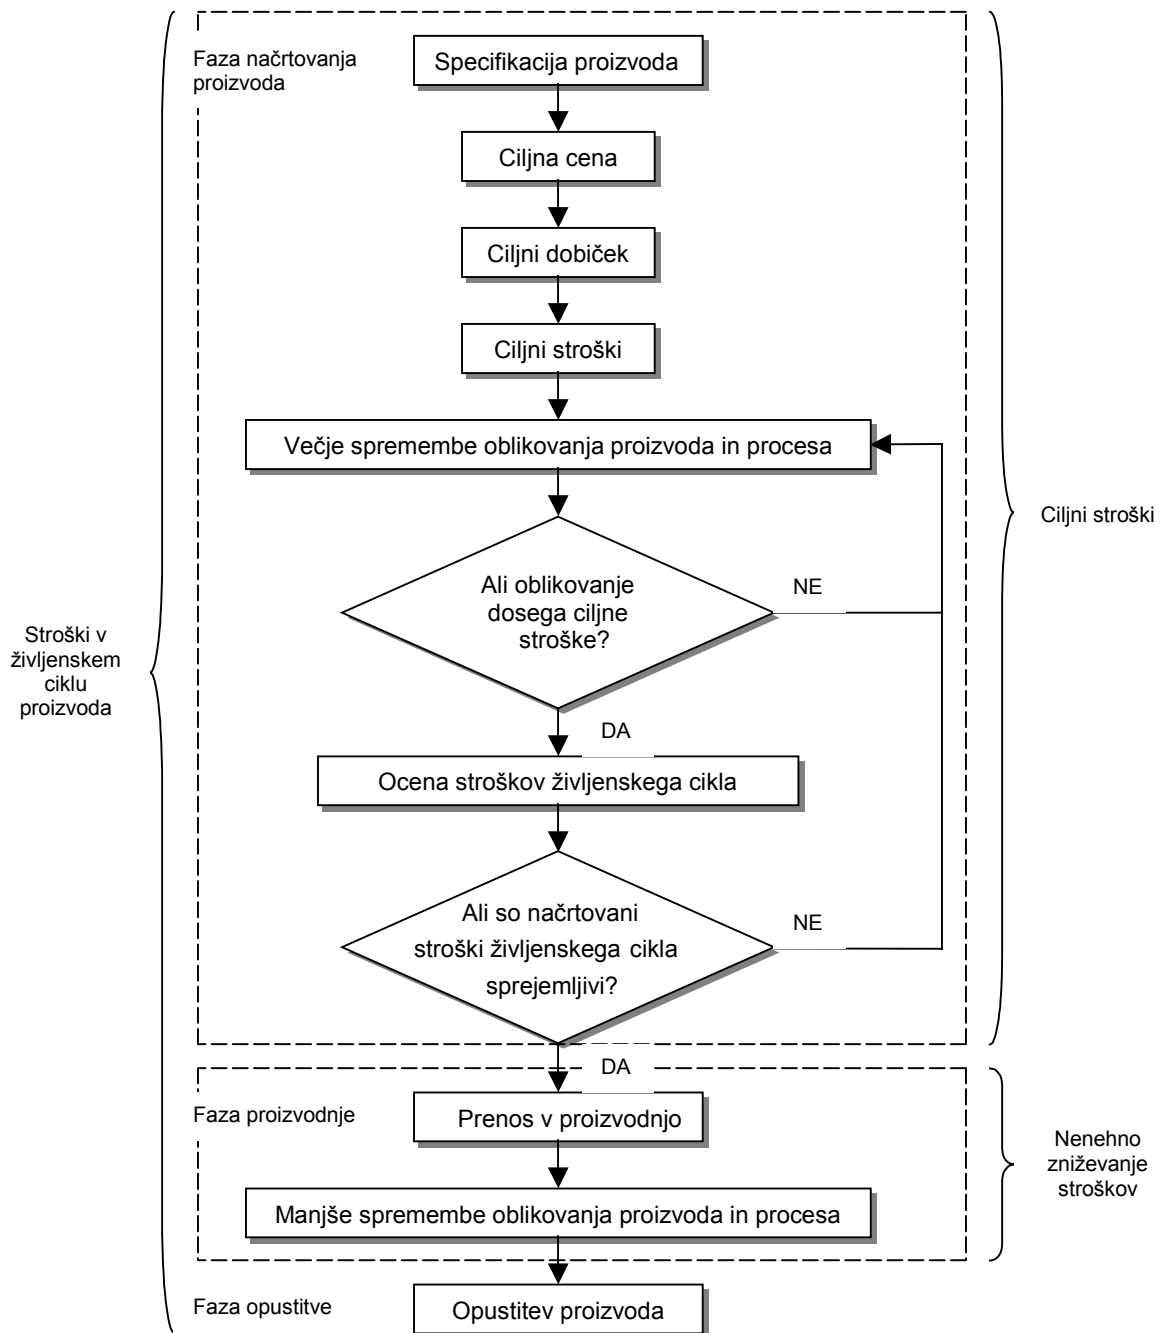 Faza načrtovanja
proizvoda
Specifikacija proizvoda
Ciljna cena
Ciljni dobiček
Ciljni stroški
Večje spremembe oblikovanja proizvoda in procesa
Ali oblikovanje
dosega ciljne
stroške?
NE
Ciljni stroški
Stroški v
življenskem
ciklu
proizvoda
DA
Ocena stroškov življenskega cikla
Ali so načrtovani
stroški življenskega cikla
sprejemljivi?
NE
DA
Faza proizvodnje
Prenos v proizvodnjo
Manjše spremembe oblikovanja proizvoda in procesa
Nenehno
zniževanje
stroškov
Faza opustitve
Opustitev proizvoda